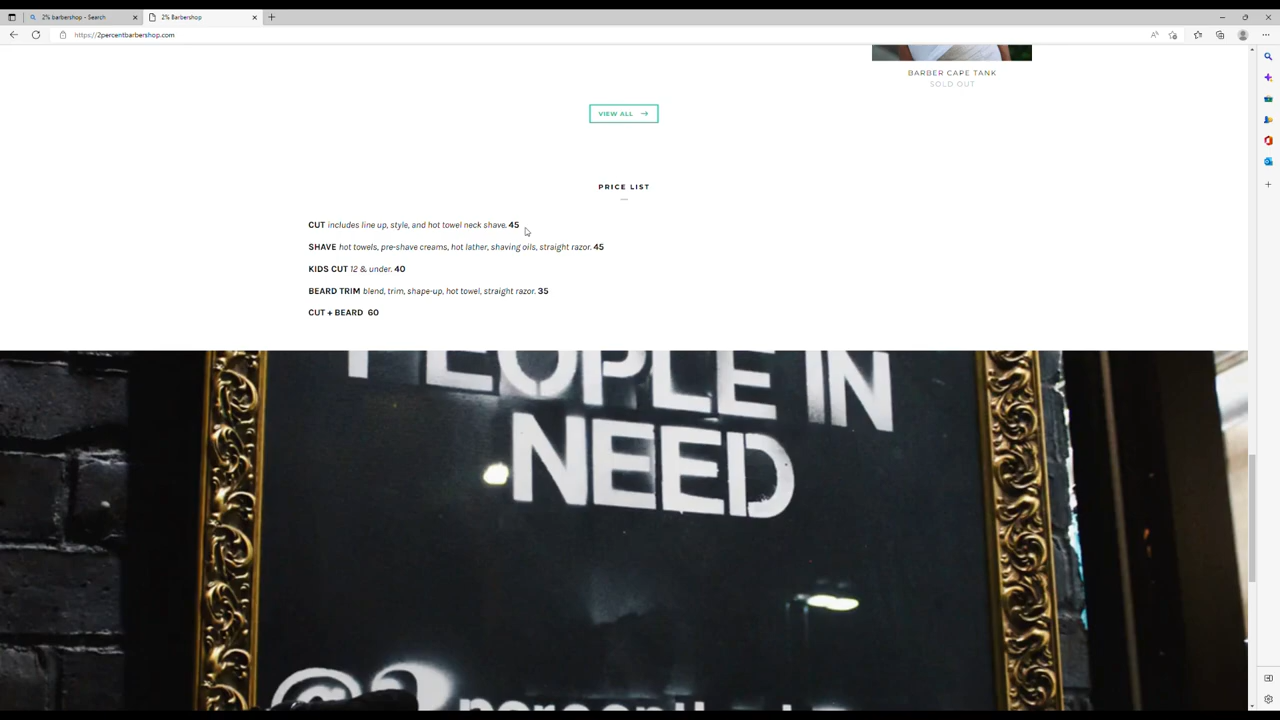 2% barbershop - Search
2% Barbershop
https://2percentbarbershop.com
BARBER CAPE TANK
SOLD OUT
VIEW ALL →
PRICE LIST
CUT includes line up, style, and hot towel neck shave. 45
SHAVE hot towels, pre-shave creams, hot lather, shaving oils, straight razor. 45
KIDS CUT 12 & under. 40
BEARD TRIM blend, trim, shape-up, hot towel, straight razor. 35
CUT + BEARD 60
PEOPLE IN
NEED